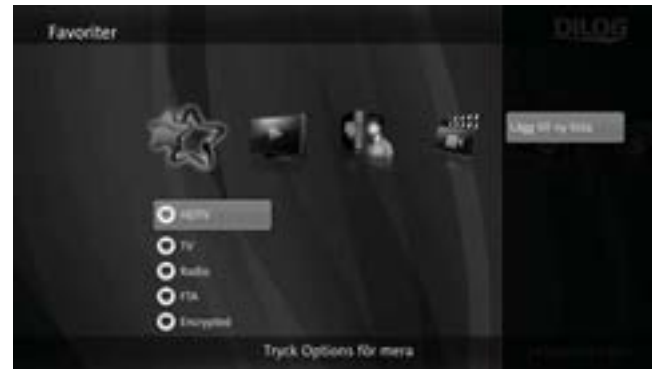 Favoriter
DILOG
Lägg till ny lista
HDTV
TV
Radio
FTA
Encrypted
Tryck Options för mera